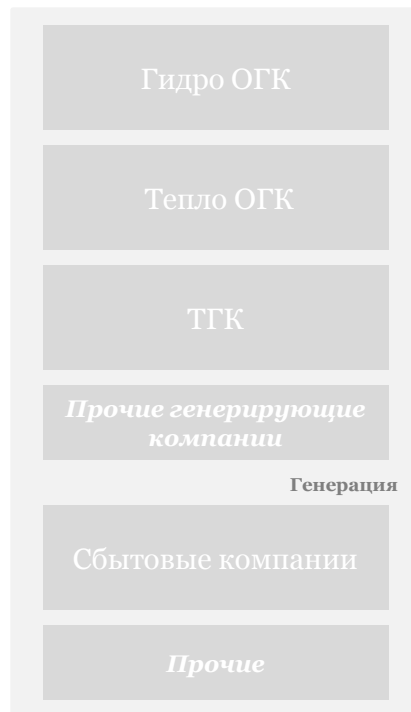 Гидро ОГК
Тепло ОГК
ТГК
Прочие генерирующие
компании
Генерация
Сбытовые компании
Прочие